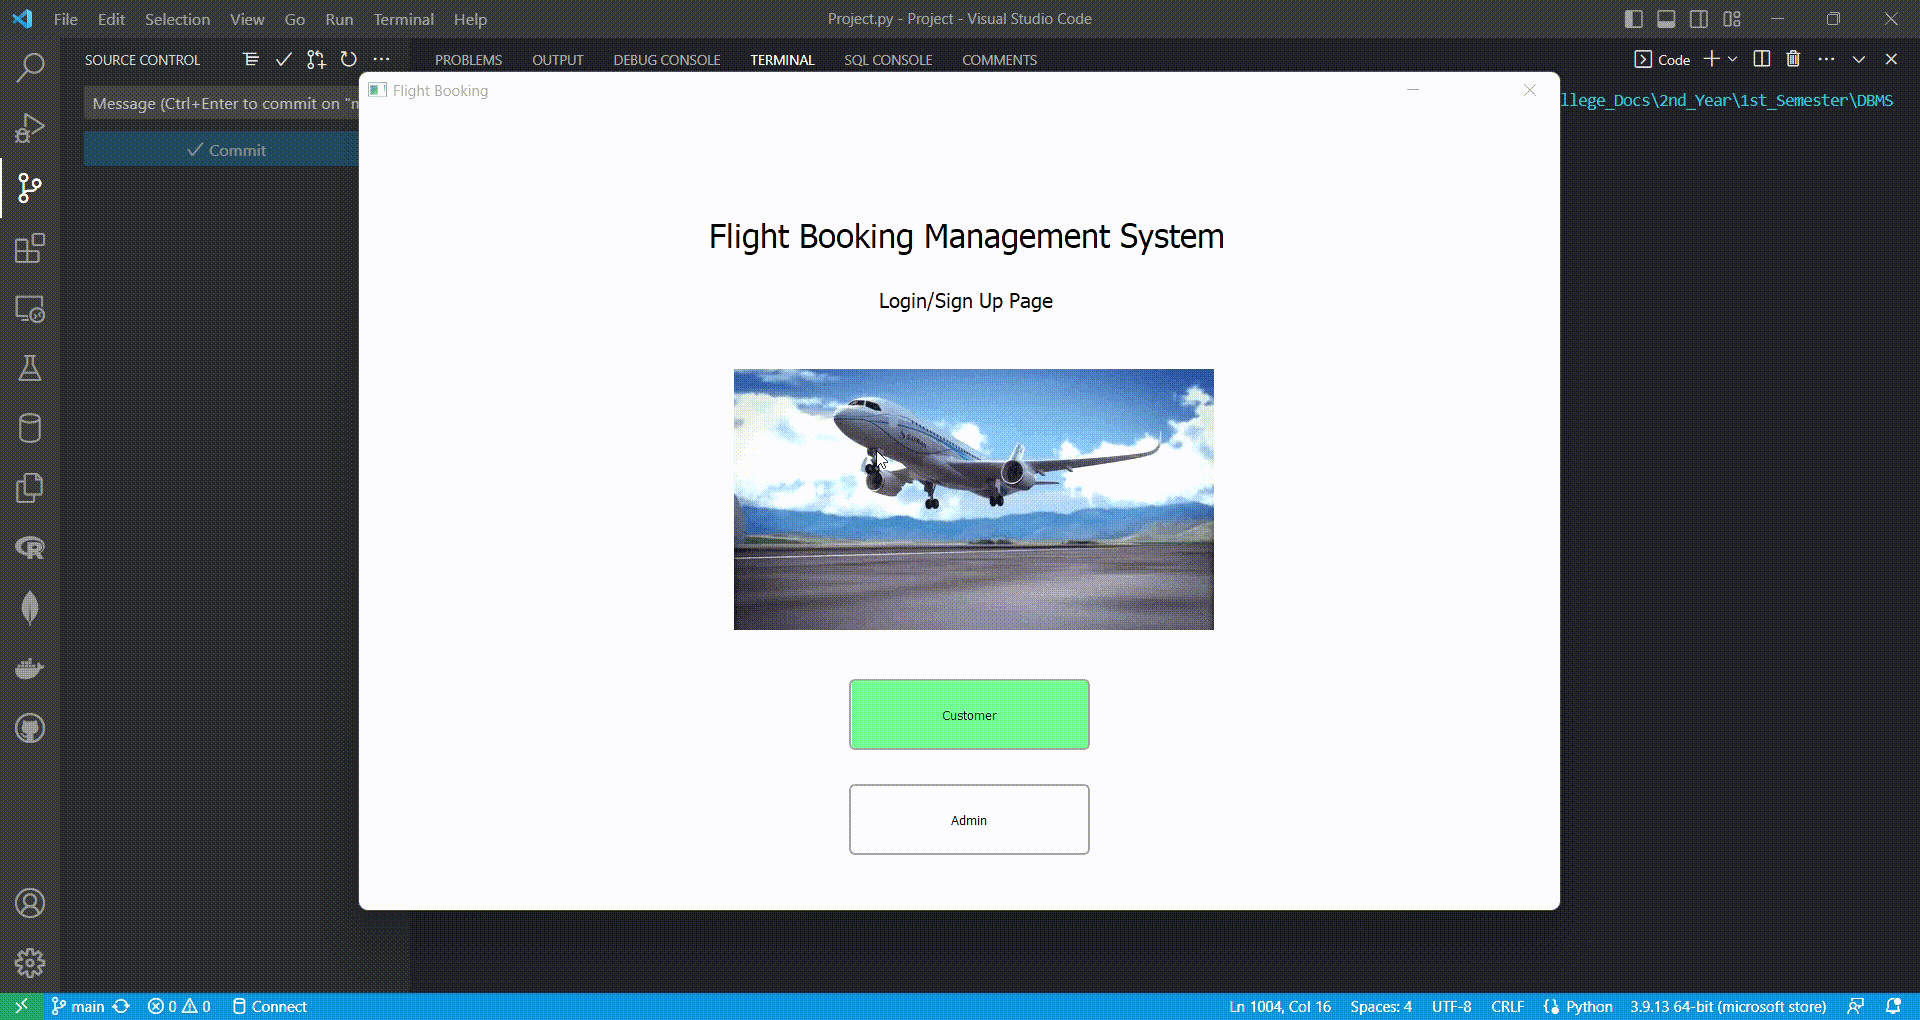 File Edit Selection View Go Run Terminal Help
Project.py - Project - Visual Studio Code
SOURCE CONTROL
PROBLEMS OUTPUT DEBUG CONSOLE TERMINAL SQL CONSOLE COMMENTS
Code
Message (Ctrl+Enter to commit on "
Commit
llege_Docs\2nd_Year\1st_Semester\DBMS
Flight Booking
Flight Booking Management System
Login/Sign Up Page
Customer
Admin
main 0 0 Connect
Ln 1004, Col 16 Spaces: 4 UTF-8 CRLF Python 3.9.13 64-bit (microsoft store)